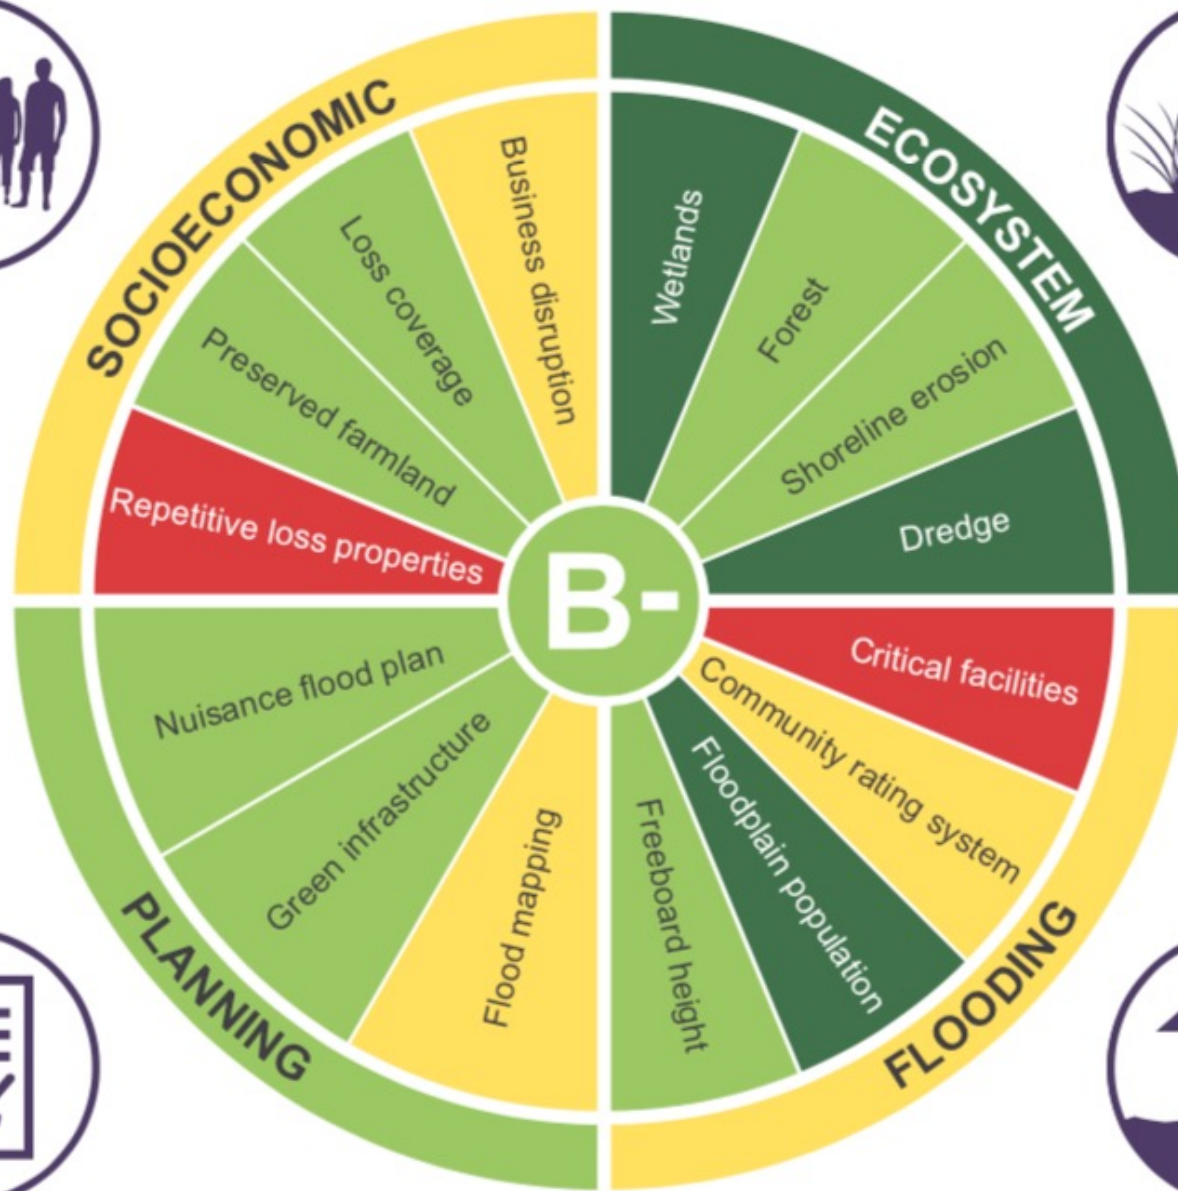 SOCIOECONOMIC
ECOSYSTEM
Business disruption
Loss coverage
Preserved farmland
Repetitive loss properties
Wetlands
Forest
Shoreline erosion
Dredge
B-
Nuisance flood plan
Green infrastructure
Flood mapping
Critical facilities
Community rating system
Floodplain population
Freeboard height
PLANNING
FLOODING